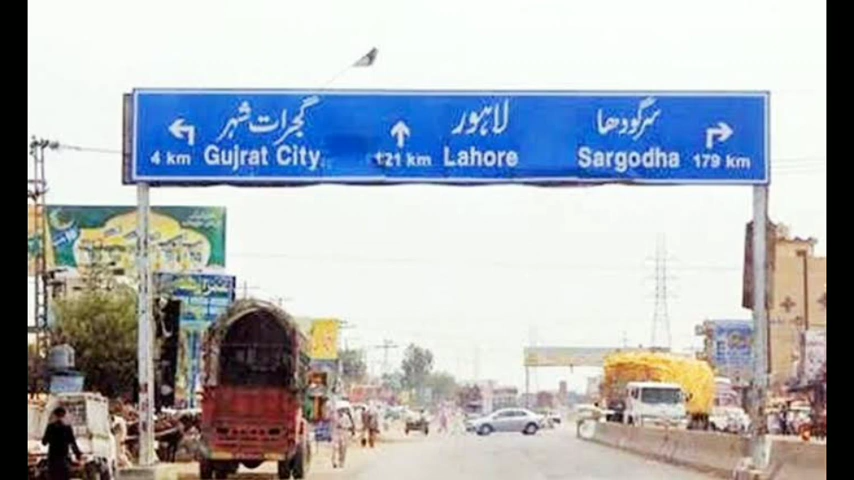 گجرات شہر
4 km Gujrat City
لاہور
121 km Lahore
سرگودھا
Sargodha 179 km